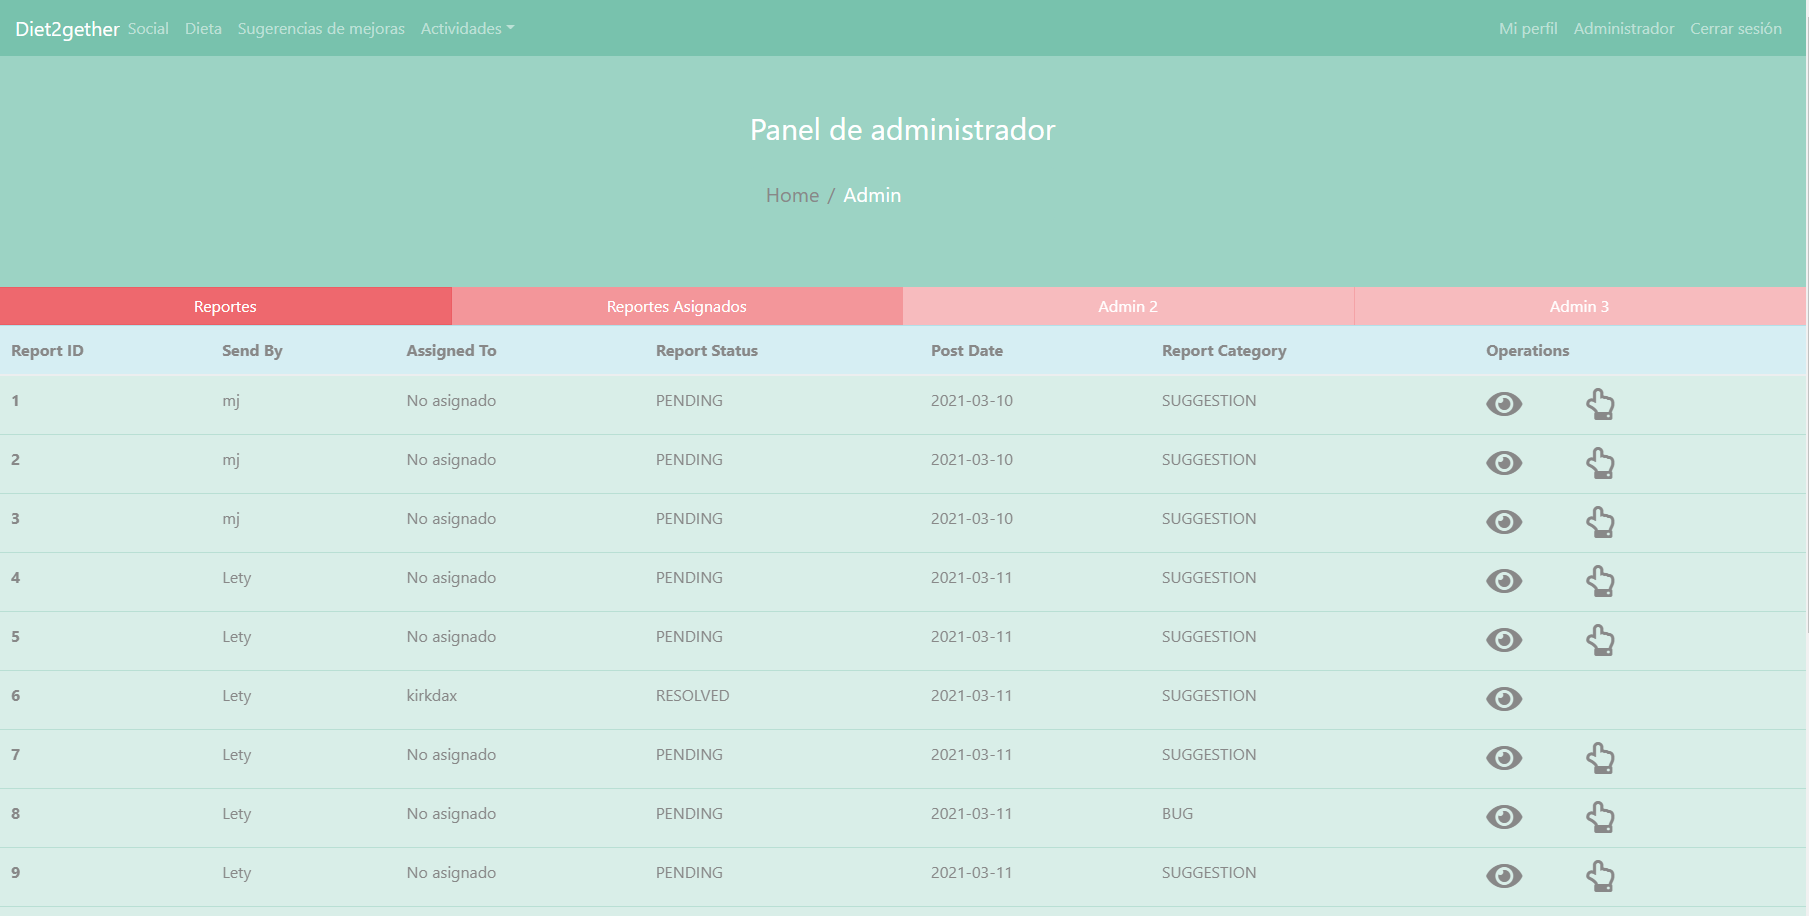 Diet2gether Social Dieta Sugerencias de mejoras Actividades Mi perfil Administrador Cerrar sesión
Panel de administrador
Home / Admin
Reportes Reportes Asignados Admin 2 Admin 3
Report ID Send By Assigned To Report Status Post Date Report Category Operations
1 mj No asignado PENDING 2021-03-10 SUGGESTION
2 mj No asignado PENDING 2021-03-10 SUGGESTION
3 mj No asignado PENDING 2021-03-10 SUGGESTION
4 Lety No asignado PENDING 2021-03-11 SUGGESTION
5 Lety No asignado PENDING 2021-03-11 SUGGESTION
6 Lety kirkdax RESOLVED 2021-03-11 SUGGESTION
7 Lety No asignado PENDING 2021-03-11 SUGGESTION
8 Lety No asignado PENDING 2021-03-11 BUG
9 Lety No asignado PENDING 2021-03-11 SUGGESTION